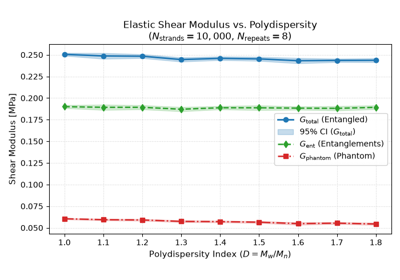 Elastic Shear Modulus vs. Polydispersity
(N_strands = 10,000, N_repeats = 8)
0.250
0.225
0.200
0.175
0.150
0.125
0.100
0.075
0.050
Shear Modulus [MPa]
G_total (Entangled)
95% CI (G_total)
G_ent (Entanglements)
G_phantom (Phantom)
1.0 1.1 1.2 1.3 1.4 1.5 1.6 1.7 1.8
Polydispersity Index (D = M_w/M_n)